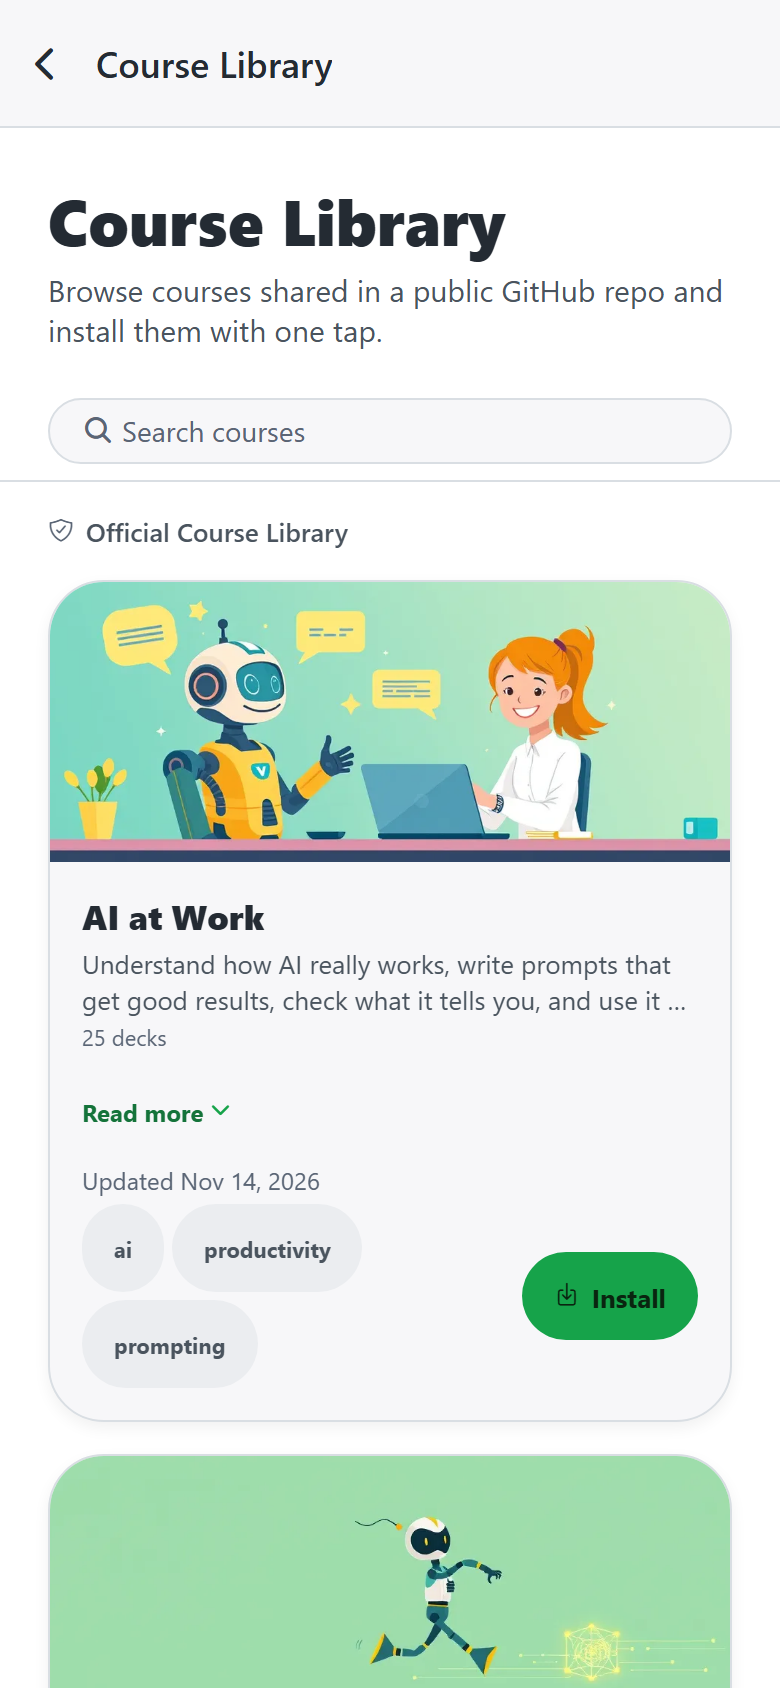 Course Library
Course Library
Browse courses shared in a public GitHub repo and
install them with one tap.
Search courses
Official Course Library
AI at Work
Understand how AI really works, write prompts that
get good results, check what it tells you, and use it ...
25 decks
Read more
Updated Nov 14, 2026
ai
productivity
Install
prompting